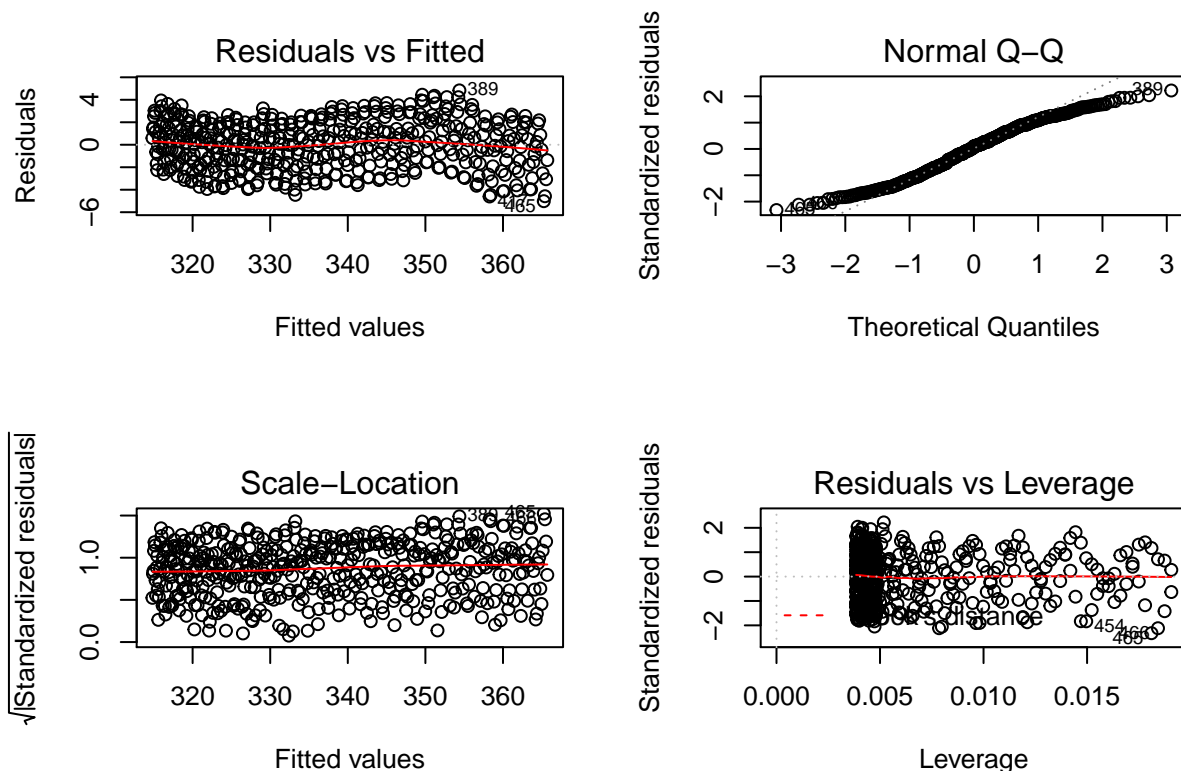 Residuals vs Fitted
Residuals
4
0
−6
389
465
320 330 340 350 360
Fitted values
Normal Q−Q
Standardized residuals
2
0
−2
389
−3 −2 −1 0 1 2 3
Theoretical Quantiles
Scale−Location
√|Standardized residuals|
1.0
0.0
320 330 340 350 360
Fitted values
Residuals vs Leverage
Standardized residuals
2
0
−2
distance
454
465
0.000 0.005 0.010 0.015
Leverage